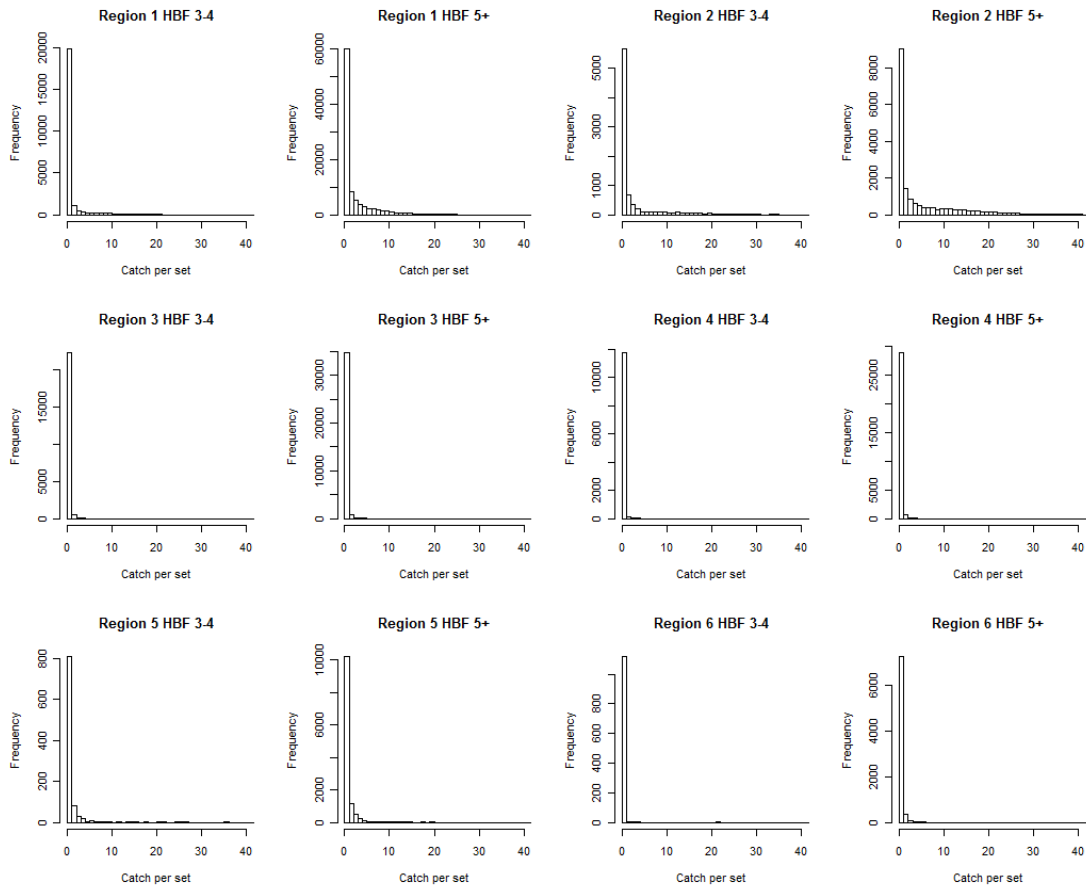 Region 1 HBF 3-4
Frequency
0 5000 10000 15000 20000
0 10 20 30 40
Catch per set
Region 1 HBF 5+
Frequency
0 20000 40000 60000
0 10 20 30 40
Catch per set
Region 2 HBF 3-4
Frequency
0 1000 3000 5000
0 10 20 30 40
Catch per set
Region 2 HBF 5+
Frequency
0 2000 4000 6000 8000
0 10 20 30 40
Catch per set
Region 3 HBF 3-4
Frequency
0 5000 15000
0 10 20 30 40
Catch per set
Region 3 HBF 5+
Frequency
0 10000 20000 30000
0 10 20 30 40
Catch per set
Region 4 HBF 3-4
Frequency
0 2000 6000 10000
0 10 20 30 40
Catch per set
Region 4 HBF 5+
Frequency
0 5000 15000 25000
0 10 20 30 40
Catch per set
Region 5 HBF 3-4
Frequency
0 200 400 600 800
0 10 20 30 40
Catch per set
Region 5 HBF 5+
Frequency
0 2000 6000 10000
0 10 20 30 40
Catch per set
Region 6 HBF 3-4
Frequency
0 200 400 600 800
0 10 20 30 40
Catch per set
Region 6 HBF 5+
Frequency
0 2000 4000 6000
0 10 20 30 40
Catch per set